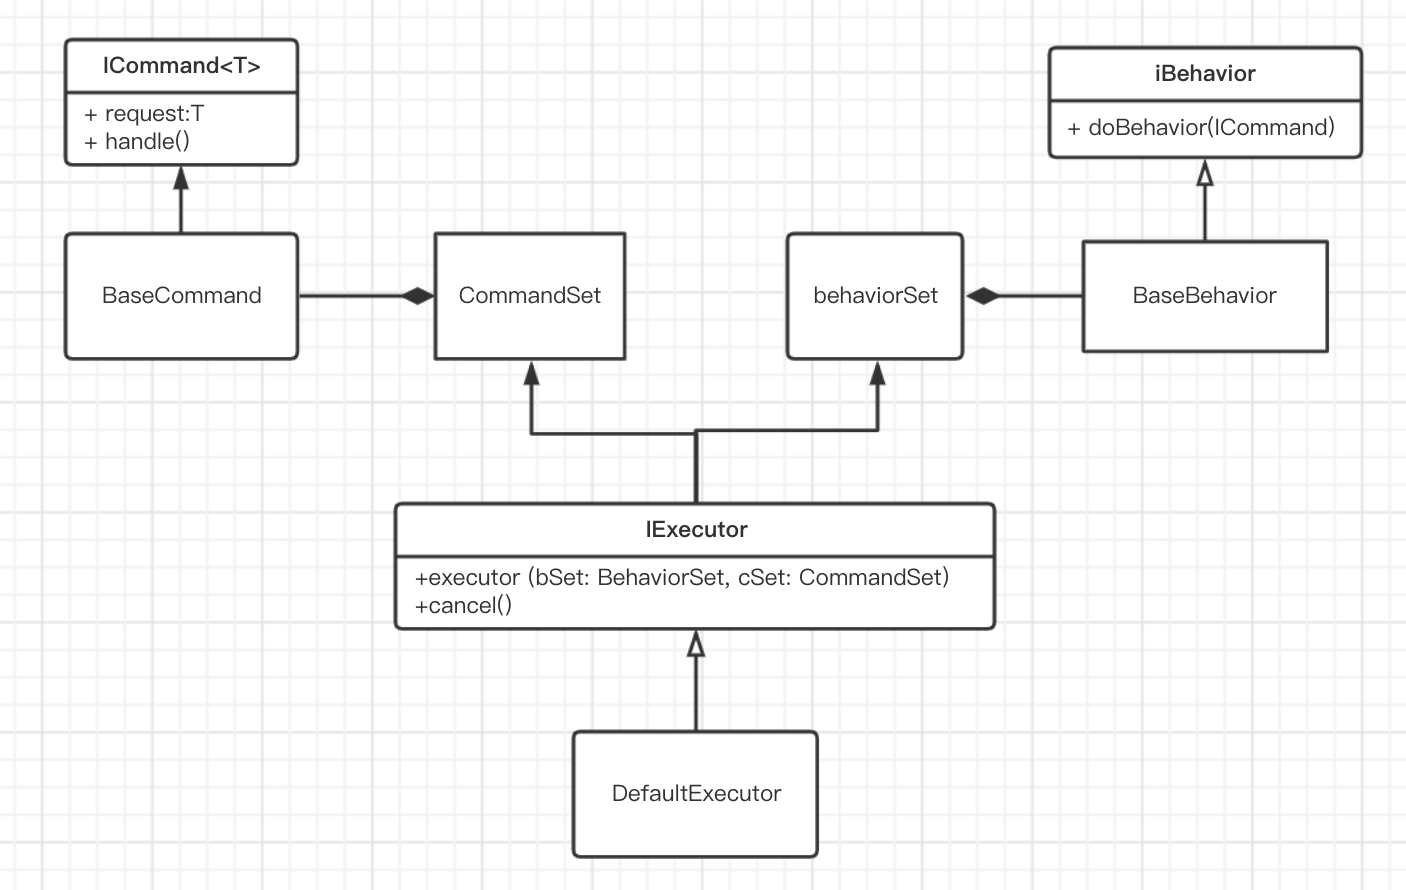 ICommand<T>
+ request:T
+ handle()
iBehavior
+ doBehavior(ICommand)
BaseCommand
CommandSet
behaviorSet
BaseBehavior
IExecutor
+executor (bSet: BehaviorSet, cSet: CommandSet)
+cancel()
DefaultExecutor